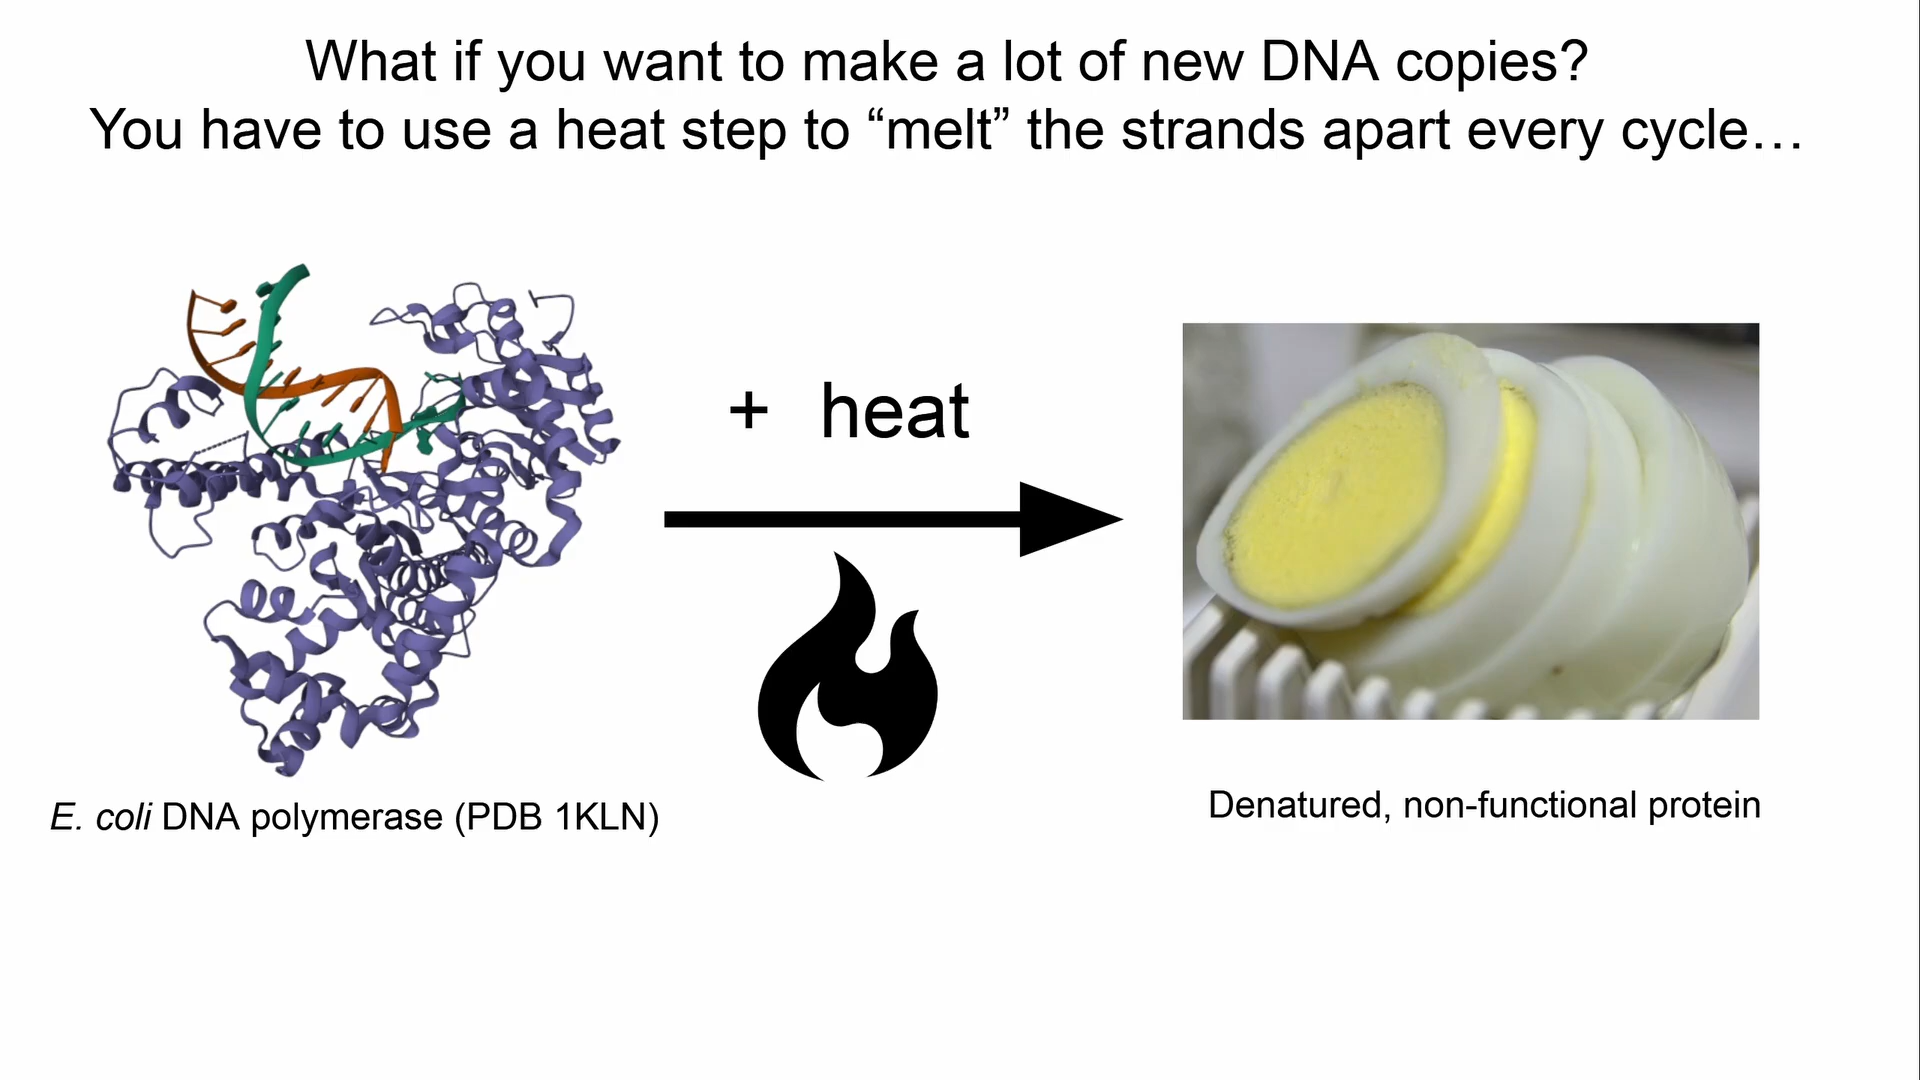 What if you want to make a lot of new DNA copies?
You have to use a heat step to “melt” the strands apart every cycle…
+ heat
E. coli DNA polymerase (PDB 1KLN)
Denatured, non-functional protein